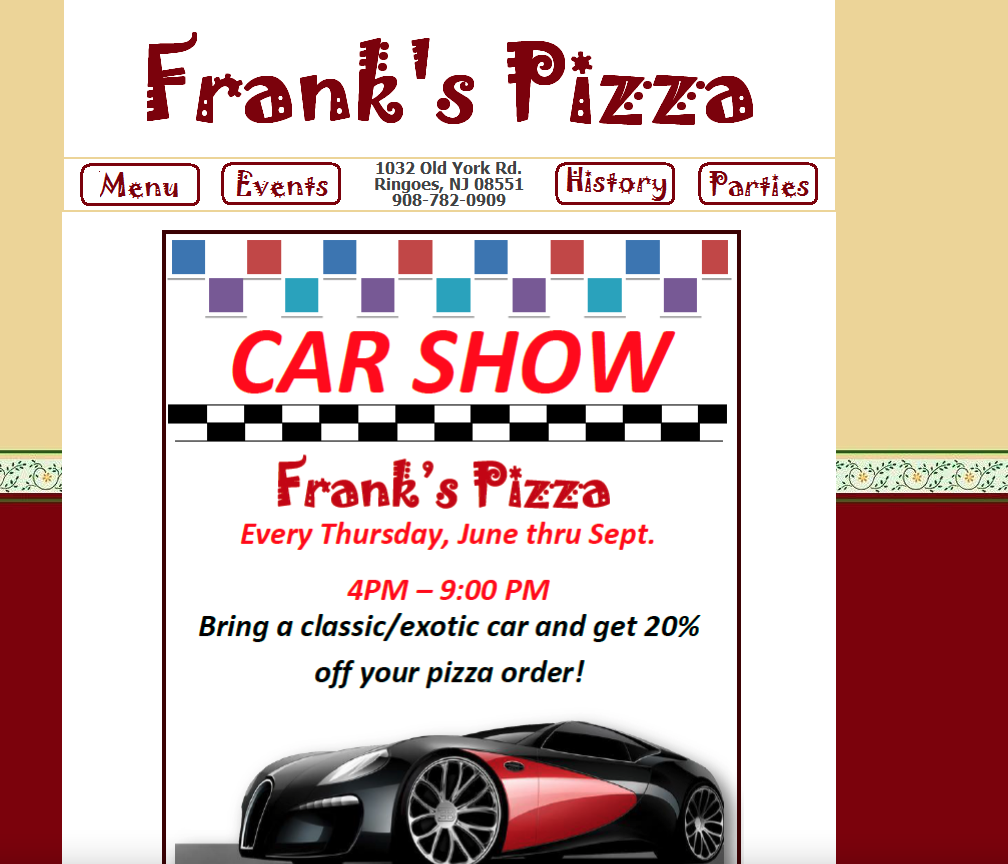 Frank's Pizza
Menu
Events
1032 Old York Rd.
Ringoes, NJ 08551
908-782-0909
History
Parties
CAR SHOW
Frank's Pizza
Every Thursday, June thru Sept.
4PM – 9:00 PM
Bring a classic/exotic car and get 20%
off your pizza order!